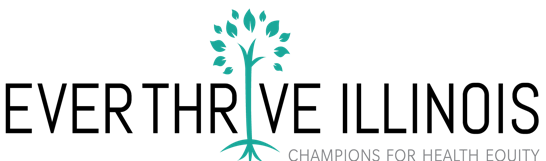 EVERTHRIVE ILLINOIS
CHAMPIONS FOR HEALTH EQUITY